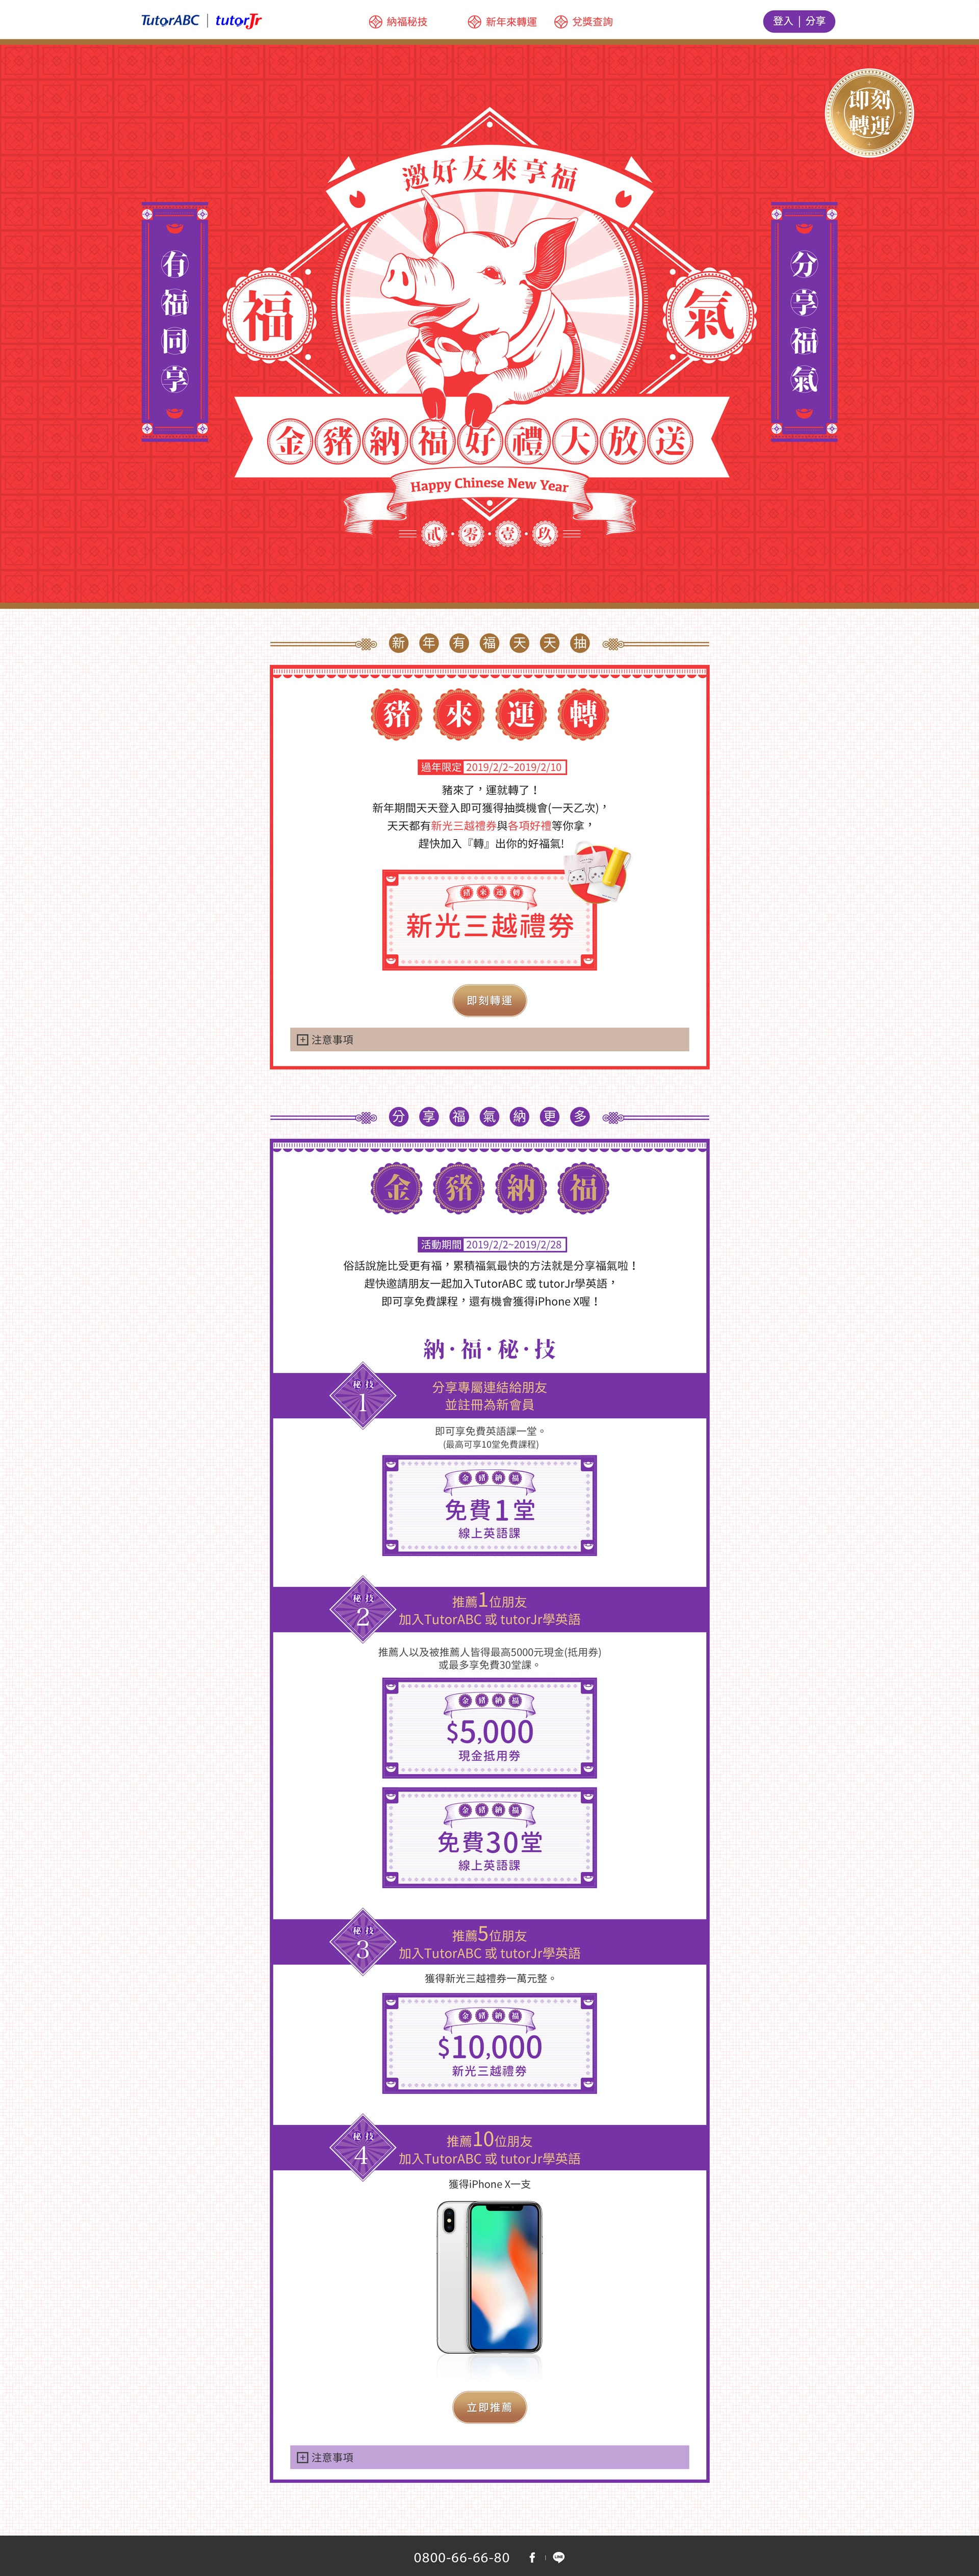 TutorABC | tutorJr
納福秘技
新年來轉運
兌獎查詢
登入 | 分享
即刻
轉運
邀好友來享福
有福同享
福
氣
分享福氣
金豬納福好禮大放送
Happy Chinese New Year
貳·零·壹·玖
新年有福天天抽
豬來運轉
過年限定 2019/2/2~2019/2/10
豬來了，運就轉了！
新年期間天天登入即可獲得抽獎機會(一天乙次)，
天天都有新光三越禮券與各項好禮等你拿，
趕快加入『轉』出你的好福氣!
豬來運轉
新光三越禮券
即刻轉運
注意事項
分享福氣納更多
金豬納福
活動期間 2019/2/2~2019/2/28
俗話說施比受更有福，累積福氣最快的方法就是分享福氣啦！
趕快邀請朋友一起加入TutorABC 或 tutorJr學英語，
即可享免費課程，還有機會獲得iPhone X喔！
納·福·秘·技
秘技
1
分享專屬連結給朋友
並註冊為新會員
即可享免費英語課一堂。
(最高可享10堂免費課程)
金豬納福
免費1堂
線上英語課
秘技
2
推薦1位朋友
加入TutorABC 或 tutorJr學英語
推薦人以及被推薦人皆得最高5000元現金(抵用券)
或最多享免費30堂課。
金豬納福
$5,000
現金抵用券
金豬納福
免費30堂
線上英語課
秘技
3
推薦5位朋友
加入TutorABC 或 tutorJr學英語
獲得新光三越禮券一萬元整。
金豬納福
$10,000
新光三越禮券
秘技
4
推薦10位朋友
加入TutorABC 或 tutorJr學英語
獲得iPhone X一支
立即推薦
注意事項
0800-66-66-80
f | LINE